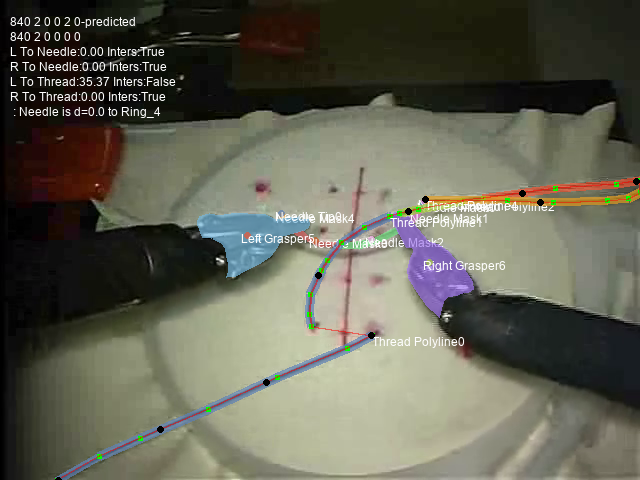 840 2 0 0 2 0-predicted
840 2 0 0 0 0
L To Needle:0.00 Inters:True
R To Needle:0.00 Inters:True
L To Thread:35.37 Inters:False
R To Thread:0.00 Inters:True
: Needle is d=0.0 to Ring_4
Needle Mask1
Thread Polyline1
Needle Mask2
Left Grasper5
Right Grasper6
Thread Polyline0